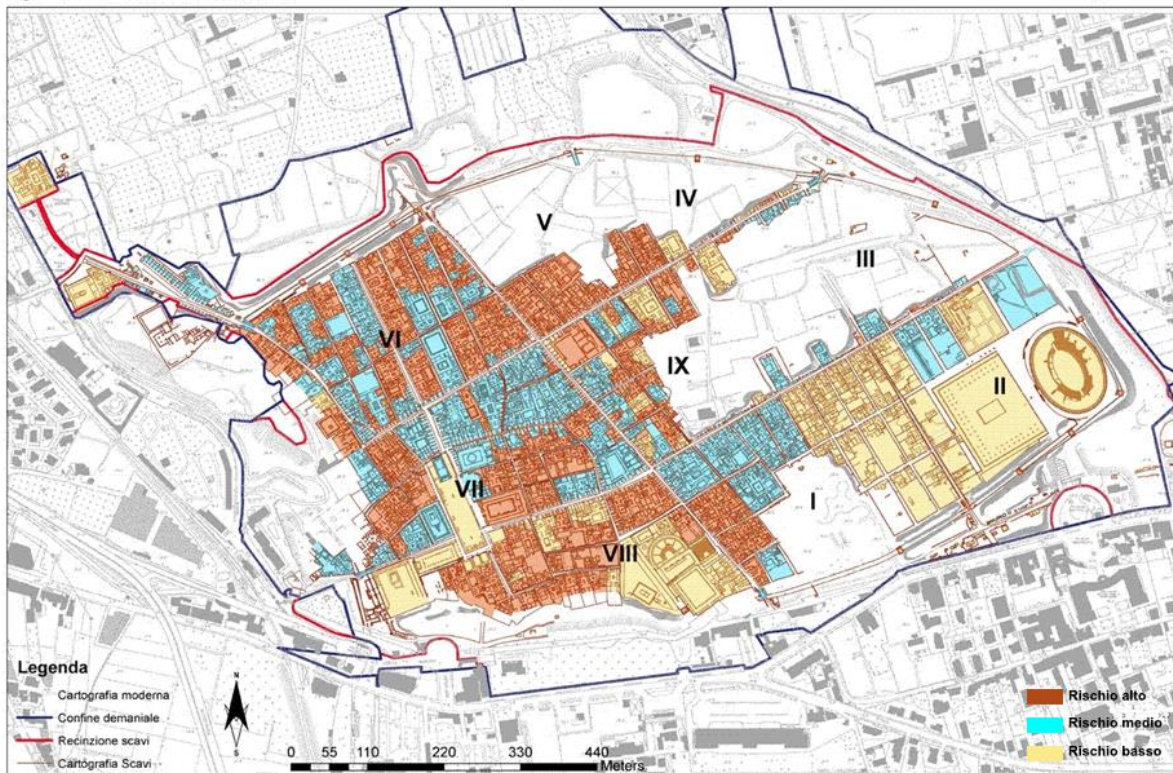 IV
V
III
VI
IX
II
VII
I
VIII
Legenda
Cartografia moderna
Confine demaniale
Recinzione scavi
Cartografia Scavi
N
S
0 55 110 220 330 440
Meters
Rischio alto
Rischio medio
Rischio basso